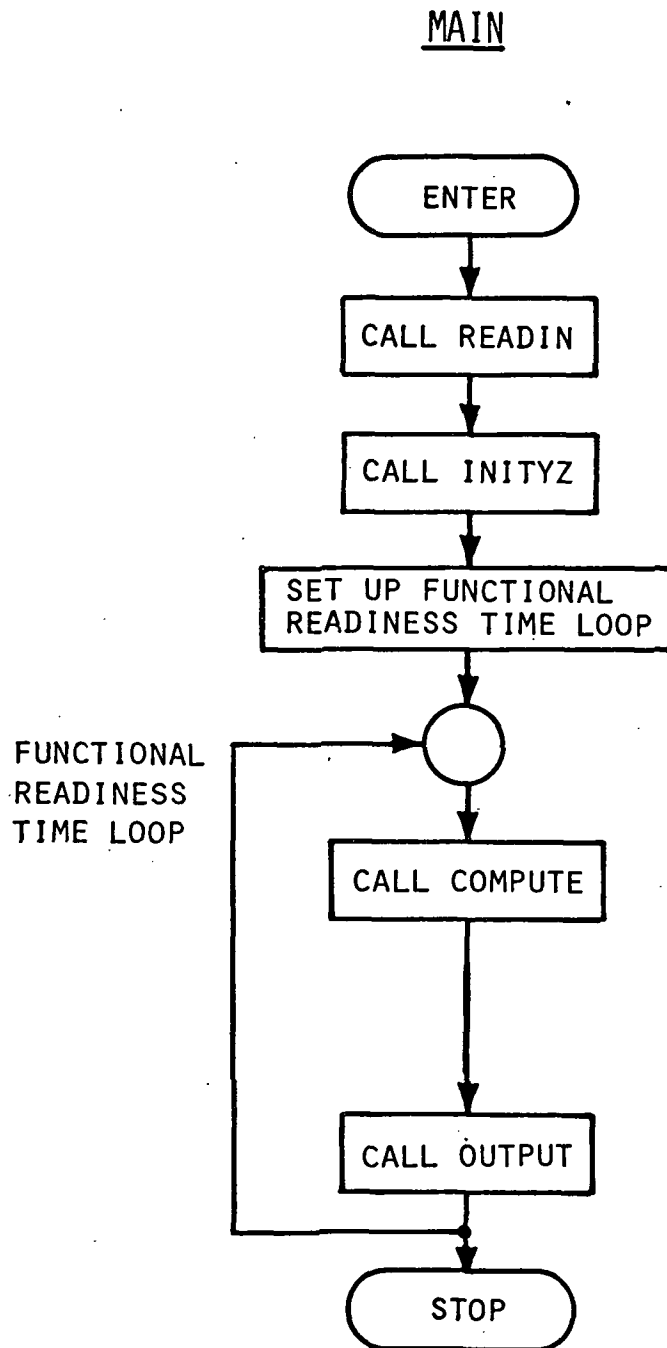 MAIN
ENTER
CALL READIN
CALL INITYZ
SET UP FUNCTIONAL
READINESS TIME LOOP
FUNCTIONAL
READINESS
TIME LOOP
CALL COMPUTE
CALL OUTPUT
STOP